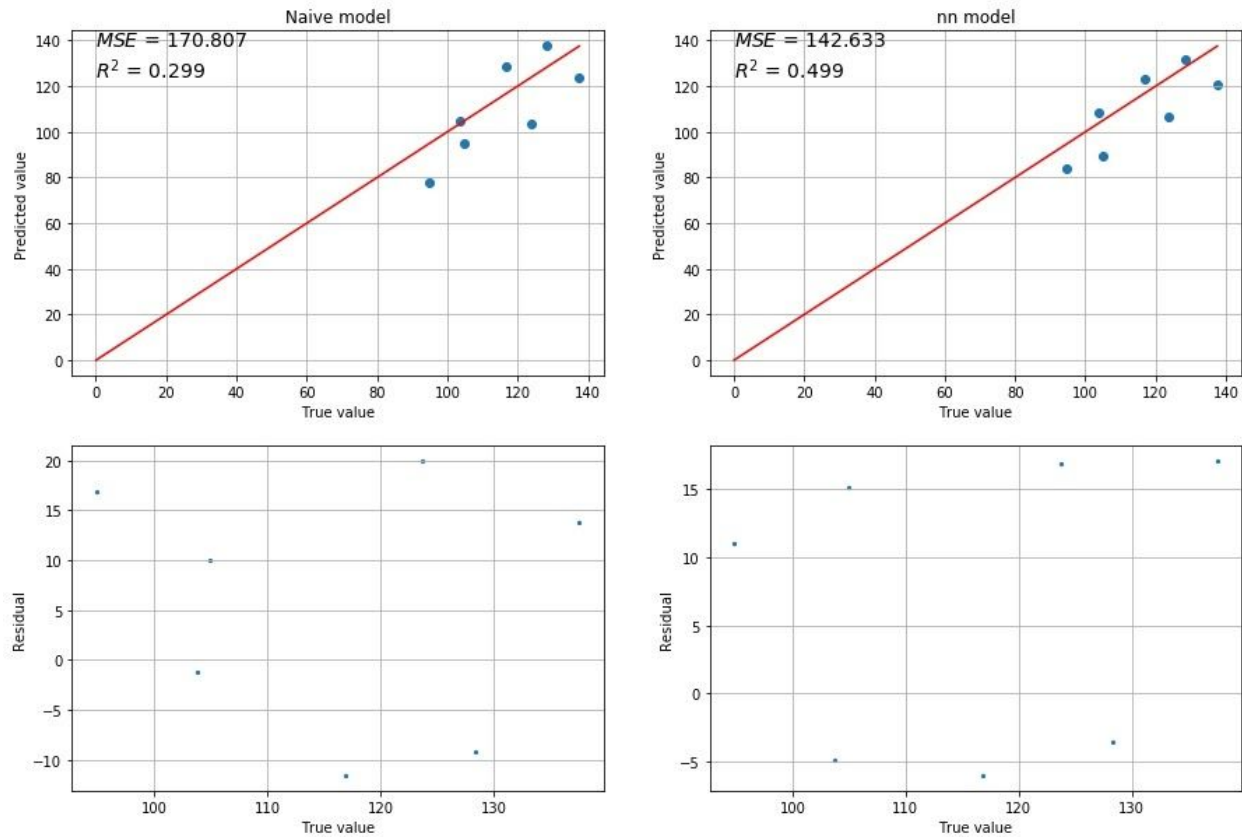 Naive model
MSE = 170.807
R² = 0.299
140
120
100
80
60
40
20
0
Predicted value
0 20 40 60 80 100 120 140
True value
nn model
MSE = 142.633
R² = 0.499
140
120
100
80
60
40
20
0
Predicted value
0 20 40 60 80 100 120 140
True value
20
15
10
5
0
−5
−10
Residual
100 110 120 130
True value
15
10
5
0
−5
Residual
100 110 120 130
True value